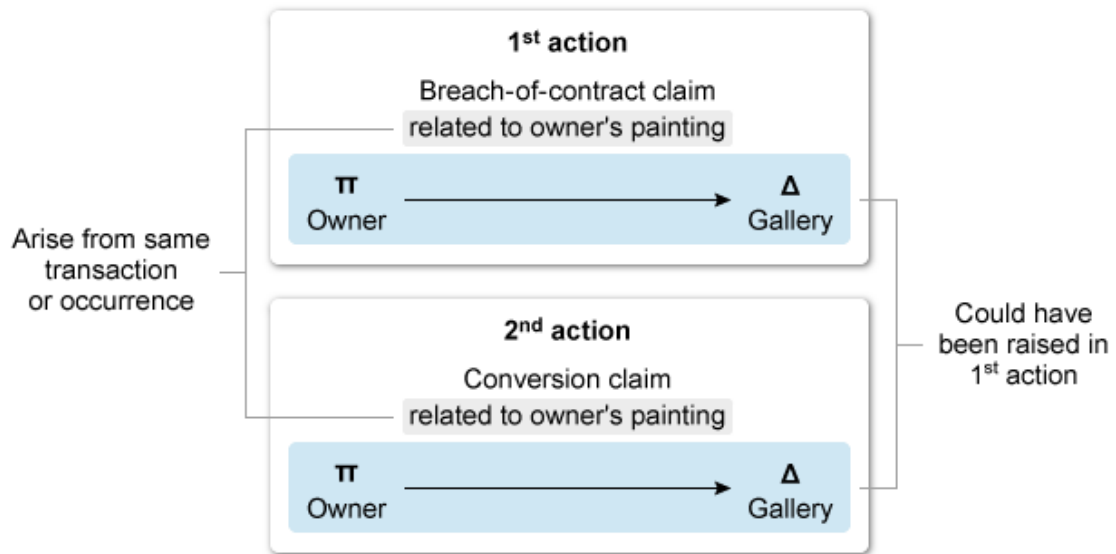 1st action
Breach-of-contract claim
related to owner's painting
π Δ
Owner Gallery
Arise from same
transaction
or occurrence
2nd action
Conversion claim
related to owner's painting
π Δ
Owner Gallery
Could have
been raised in
1st action